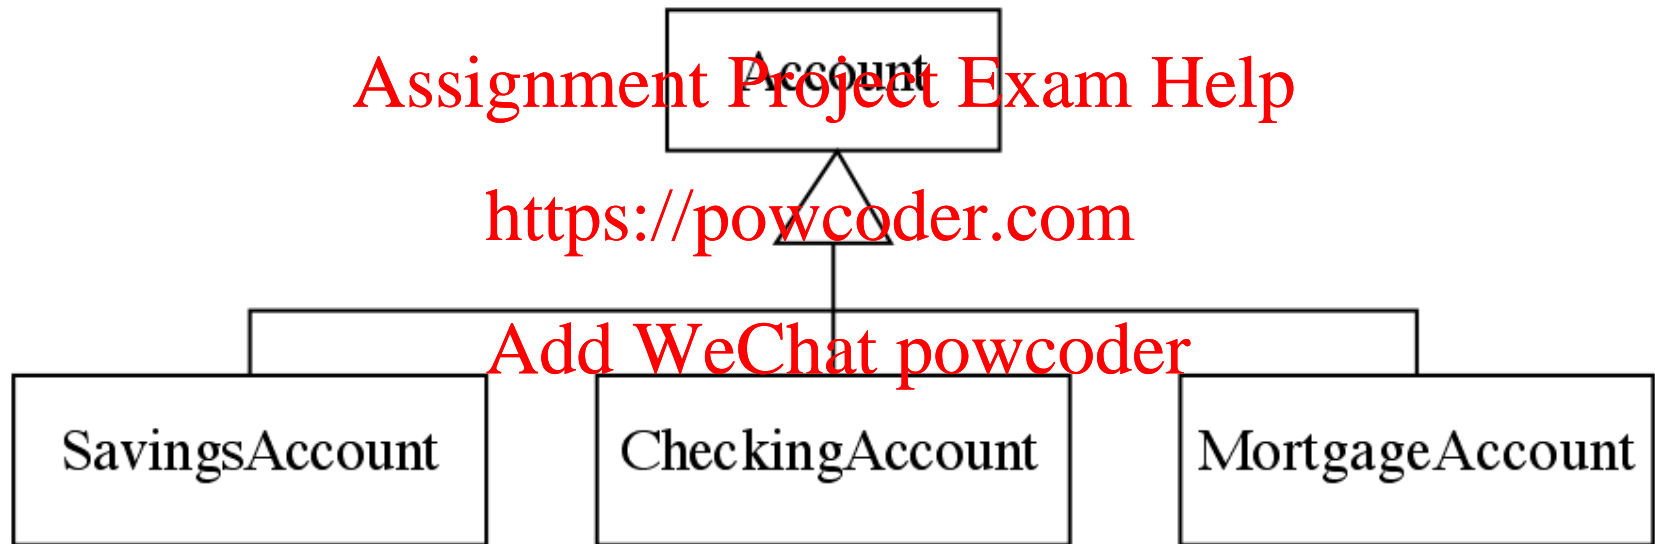 Account
Assignment Project Exam Help
https://powcoder.com
Add WeChat powcoder
SavingsAccount
CheckingAccount
MortgageAccount